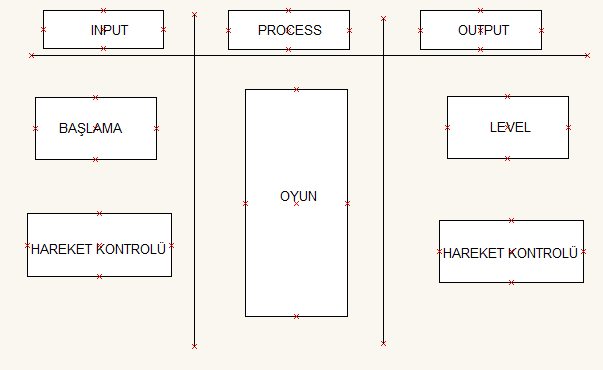 INPUT
PROCESS
OUTPUT
BAŞLAMA
LEVEL
OYUN
HAREKET KONTROLÜ
HAREKET KONTROLÜ